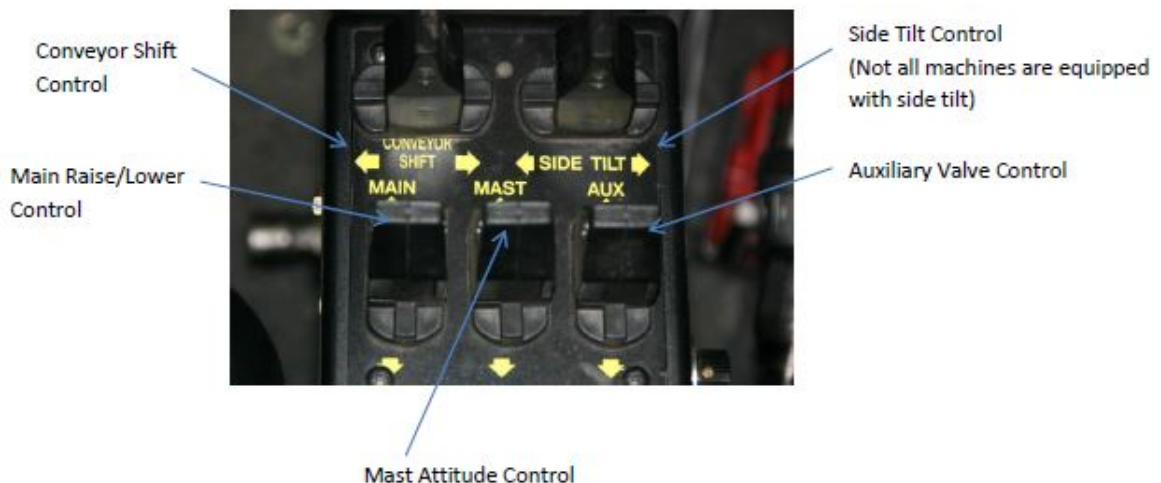 Conveyor Shift
Control
Side Tilt Control
(Not all machines are equipped
with side tilt)
Main Raise/Lower
Control
Auxiliary Valve Control
CONVEYOR
SHIFT
SIDE TILT
MAIN
MAST
AUX
Mast Attitude Control